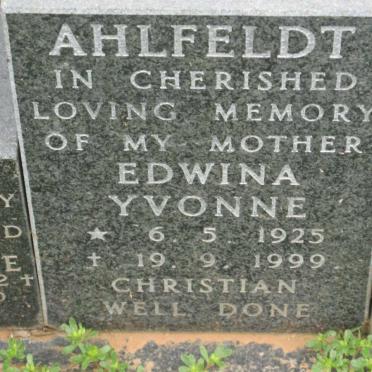 AHLFELDT
IN CHERISHED
LOVING MEMORY
OF MY MOTHER
EDWINA
YVONNE
* 6. 5. 1925
† 19. 9. 1999
CHRISTIAN
WELL DONE